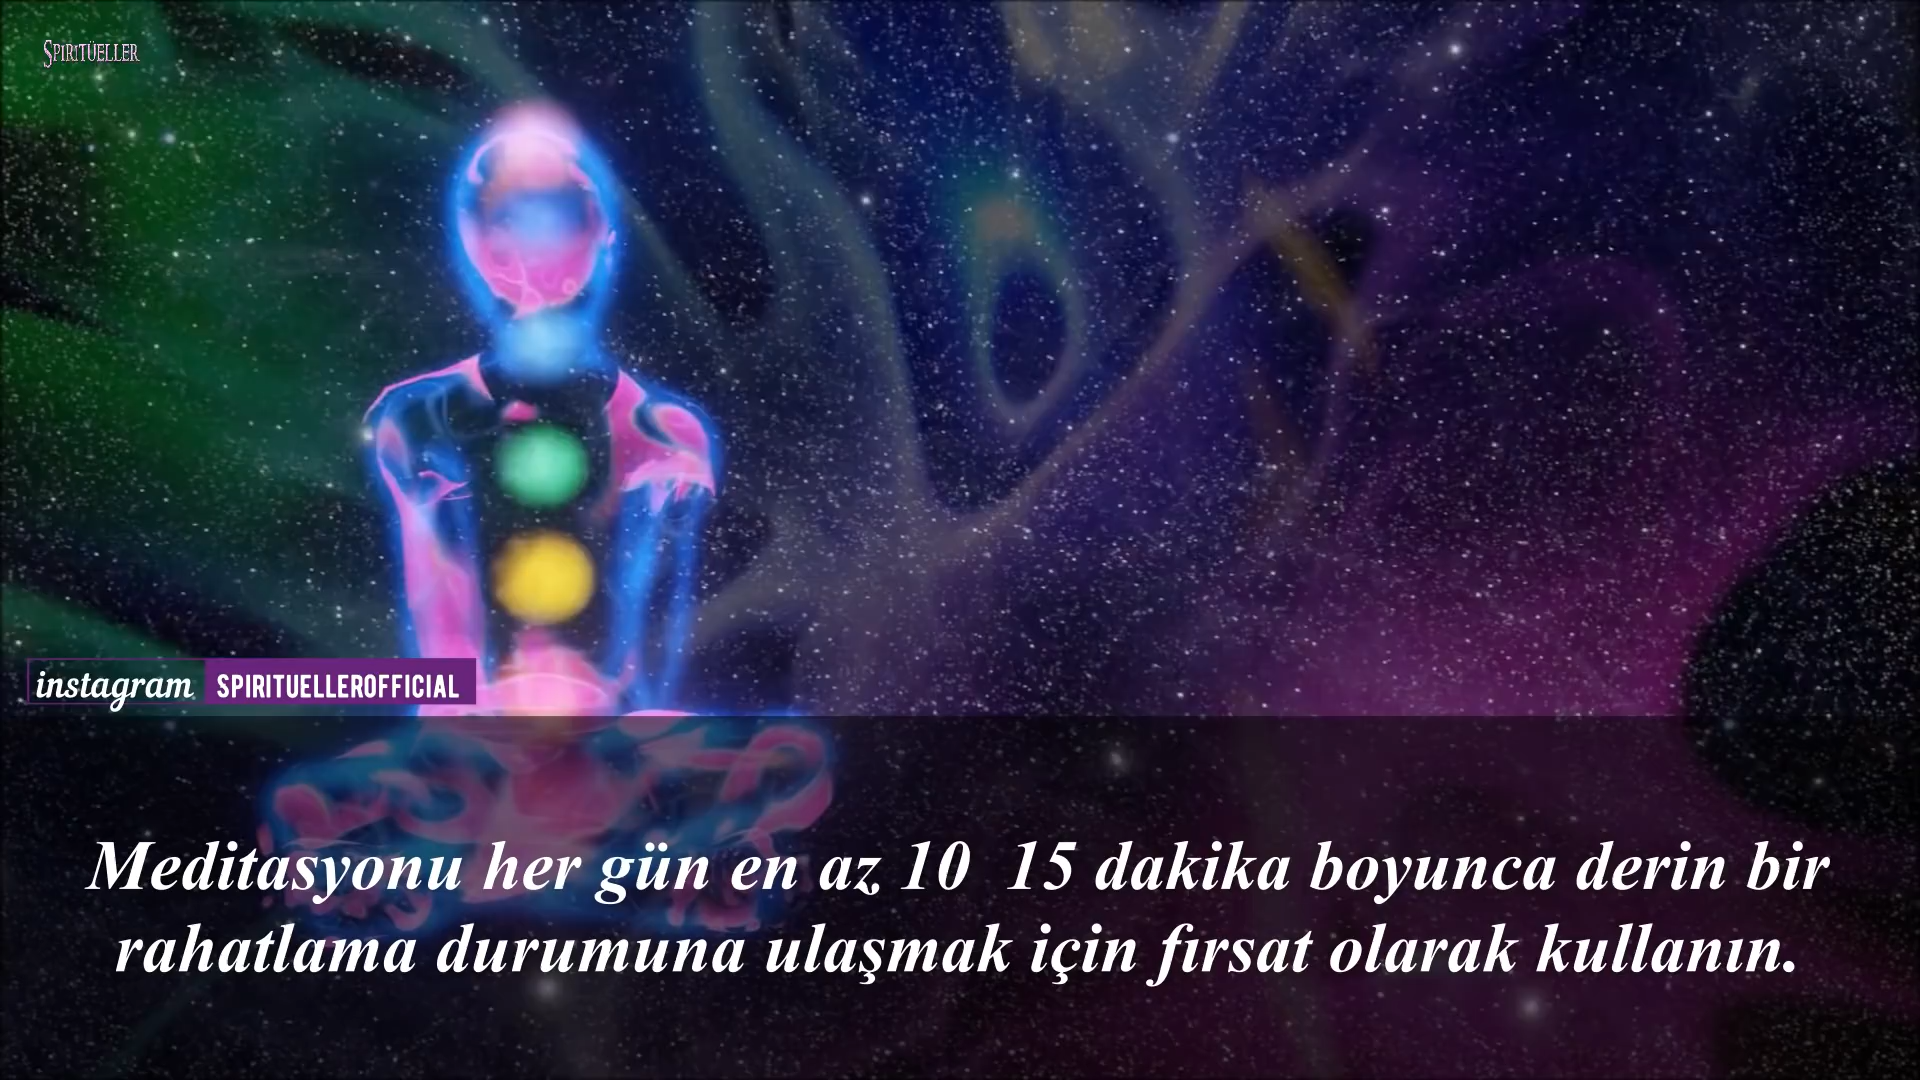 SPIRITÜELLER
instagram SPIRITUELLEROFFICIAL
Meditasyonu her gün en az 10  15 dakika boyunca derin bir
rahatlama durumuna ulaşmak için fırsat olarak kullanın.